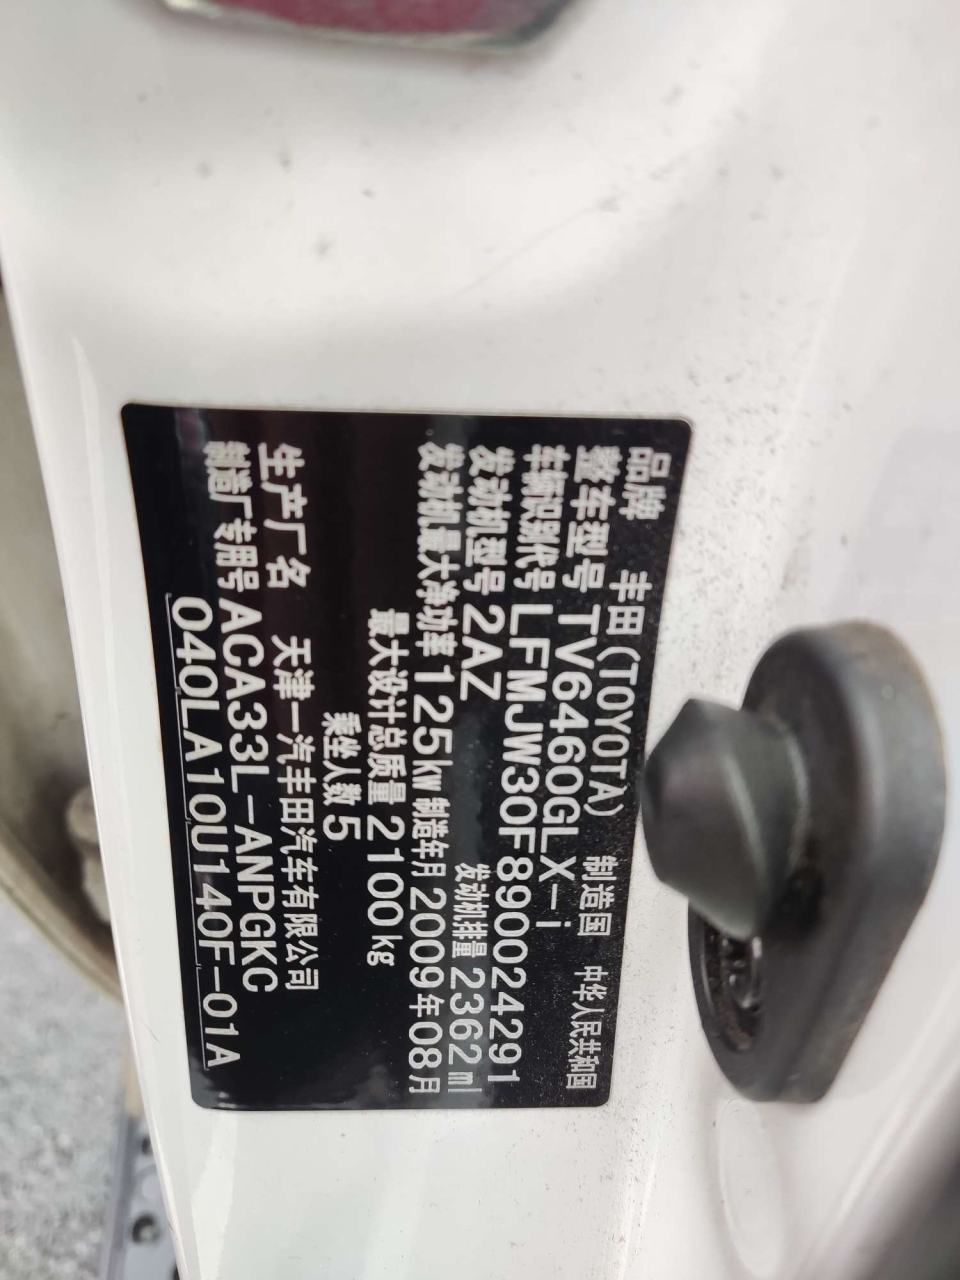 品牌 丰田(TOYOTA) 制造国 中华人民共和国
整车型号 TV6460GLX-i
车辆识别代号 LFMJW30F890024291
发动机型号 2AZ 发动机排量 2362ml
发动机最大净功率 125kW 制造年月 2009年08月
最大设计总质量 2100kg
乘坐人数 5
生产厂名 天津一汽丰田汽车有限公司
制造厂专用号 ACA33L-ANPGKC
040LA10U140F-01A